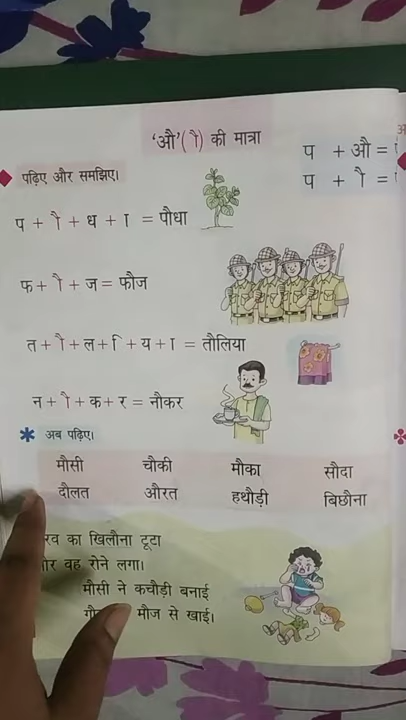 'औ' (ौ) की मात्रा
प + औ =
प + ौ =
पढ़िए और समझिए।
प + ौ + ध + ा = पौधा
फ + ौ + ज = फौज
त + ौ + ल + ि + य + ा = तौलिया
न + ौ + क + र = नौकर
अब पढ़िए।
मौसी चौकी मौका सौदा
दौलत औरत हथौड़ी बिछौना
का खिलौना टूटा
वह रोने लगा।
मौसी ने कचौड़ी बनाई
मौज से खाई।